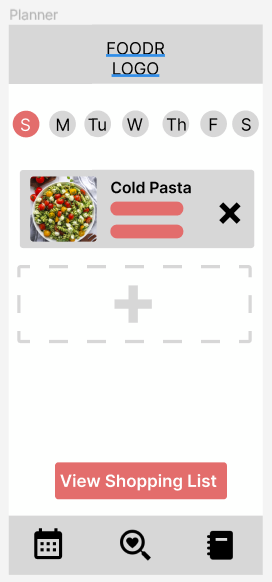 Planner
FOODR
LOGO
S M Tu W Th F S
Cold Pasta
View Shopping List